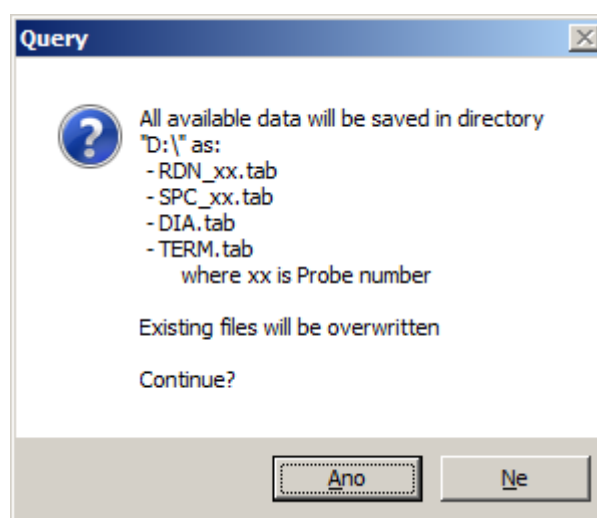 Query
All available data will be saved in directory
"D:\" as:
- RDN_xx.tab
- SPC_xx.tab
- DIA.tab
- TERM.tab
where xx is Probe number
Existing files will be overwritten
Continue?
Ano
Ne